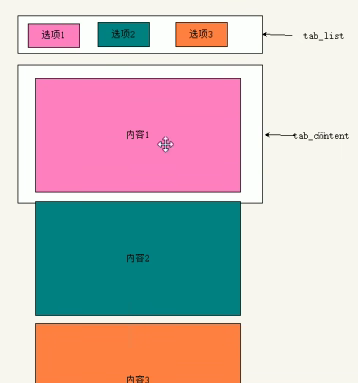 选项1 选项2 选项3 tab_list
内容1 tab_content
内容2
内容3